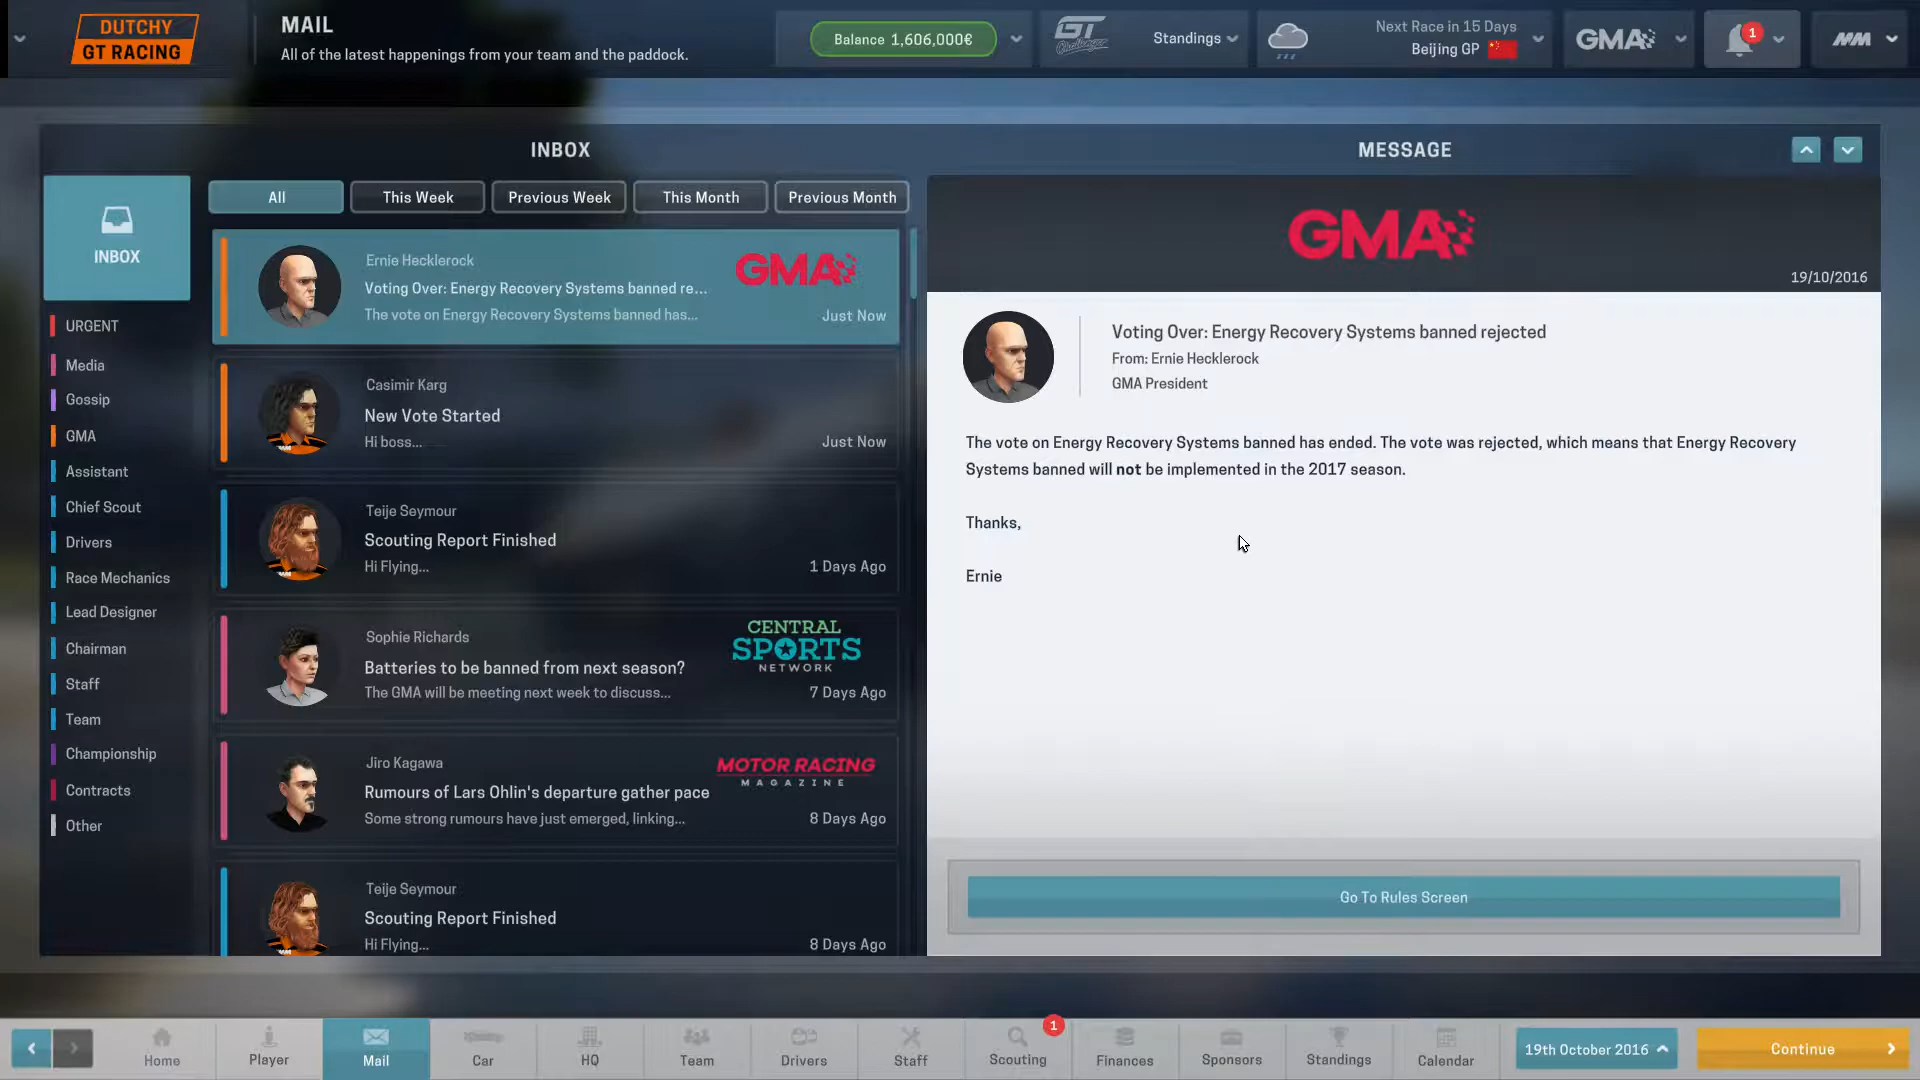 DUTCHY
GT RACING
MAIL
All of the latest happenings from your team and the paddock.
Balance 1,606,000€
GT
Challenger
Standings
Next Race in 15 Days
Beijing GP
GMA
1
MM
INBOX
MESSAGE
INBOX
URGENT
Media
Gossip
GMA
Assistant
Chief Scout
Drivers
Race Mechanics
Lead Designer
Chairman
Staff
Team
Championship
Contracts
Other
All
This Week
Previous Week
This Month
Previous Month
Ernie Hecklerock
Voting Over: Energy Recovery Systems banned re...
The vote on Energy Recovery Systems banned has...
GMA
Just Now
Casimir Karg
New Vote Started
Hi boss...
Just Now
Teije Seymour
Scouting Report Finished
Hi Flying...
1 Days Ago
Sophie Richards
Batteries to be banned from next season?
The GMA will be meeting next week to discuss...
CENTRAL
SPORTS
NETWORK
7 Days Ago
Jiro Kagawa
Rumours of Lars Ohlin's departure gather pace
Some strong rumours have just emerged, linking...
MOTOR RACING
MAGAZINE
8 Days Ago
Teije Seymour
Scouting Report Finished
Hi Flying...
8 Days Ago
GMA
19/10/2016
Voting Over: Energy Recovery Systems banned rejected
From: Ernie Hecklerock
GMA President
The vote on Energy Recovery Systems banned has ended. The vote was rejected, which means that Energy Recovery
Systems banned will not be implemented in the 2017 season.
Thanks,
Ernie
Go To Rules Screen
Home
Player
Mail
Car
HQ
Team
Drivers
Staff
Scouting
1
Finances
Sponsors
Standings
Calendar
19th October 2016
Continue